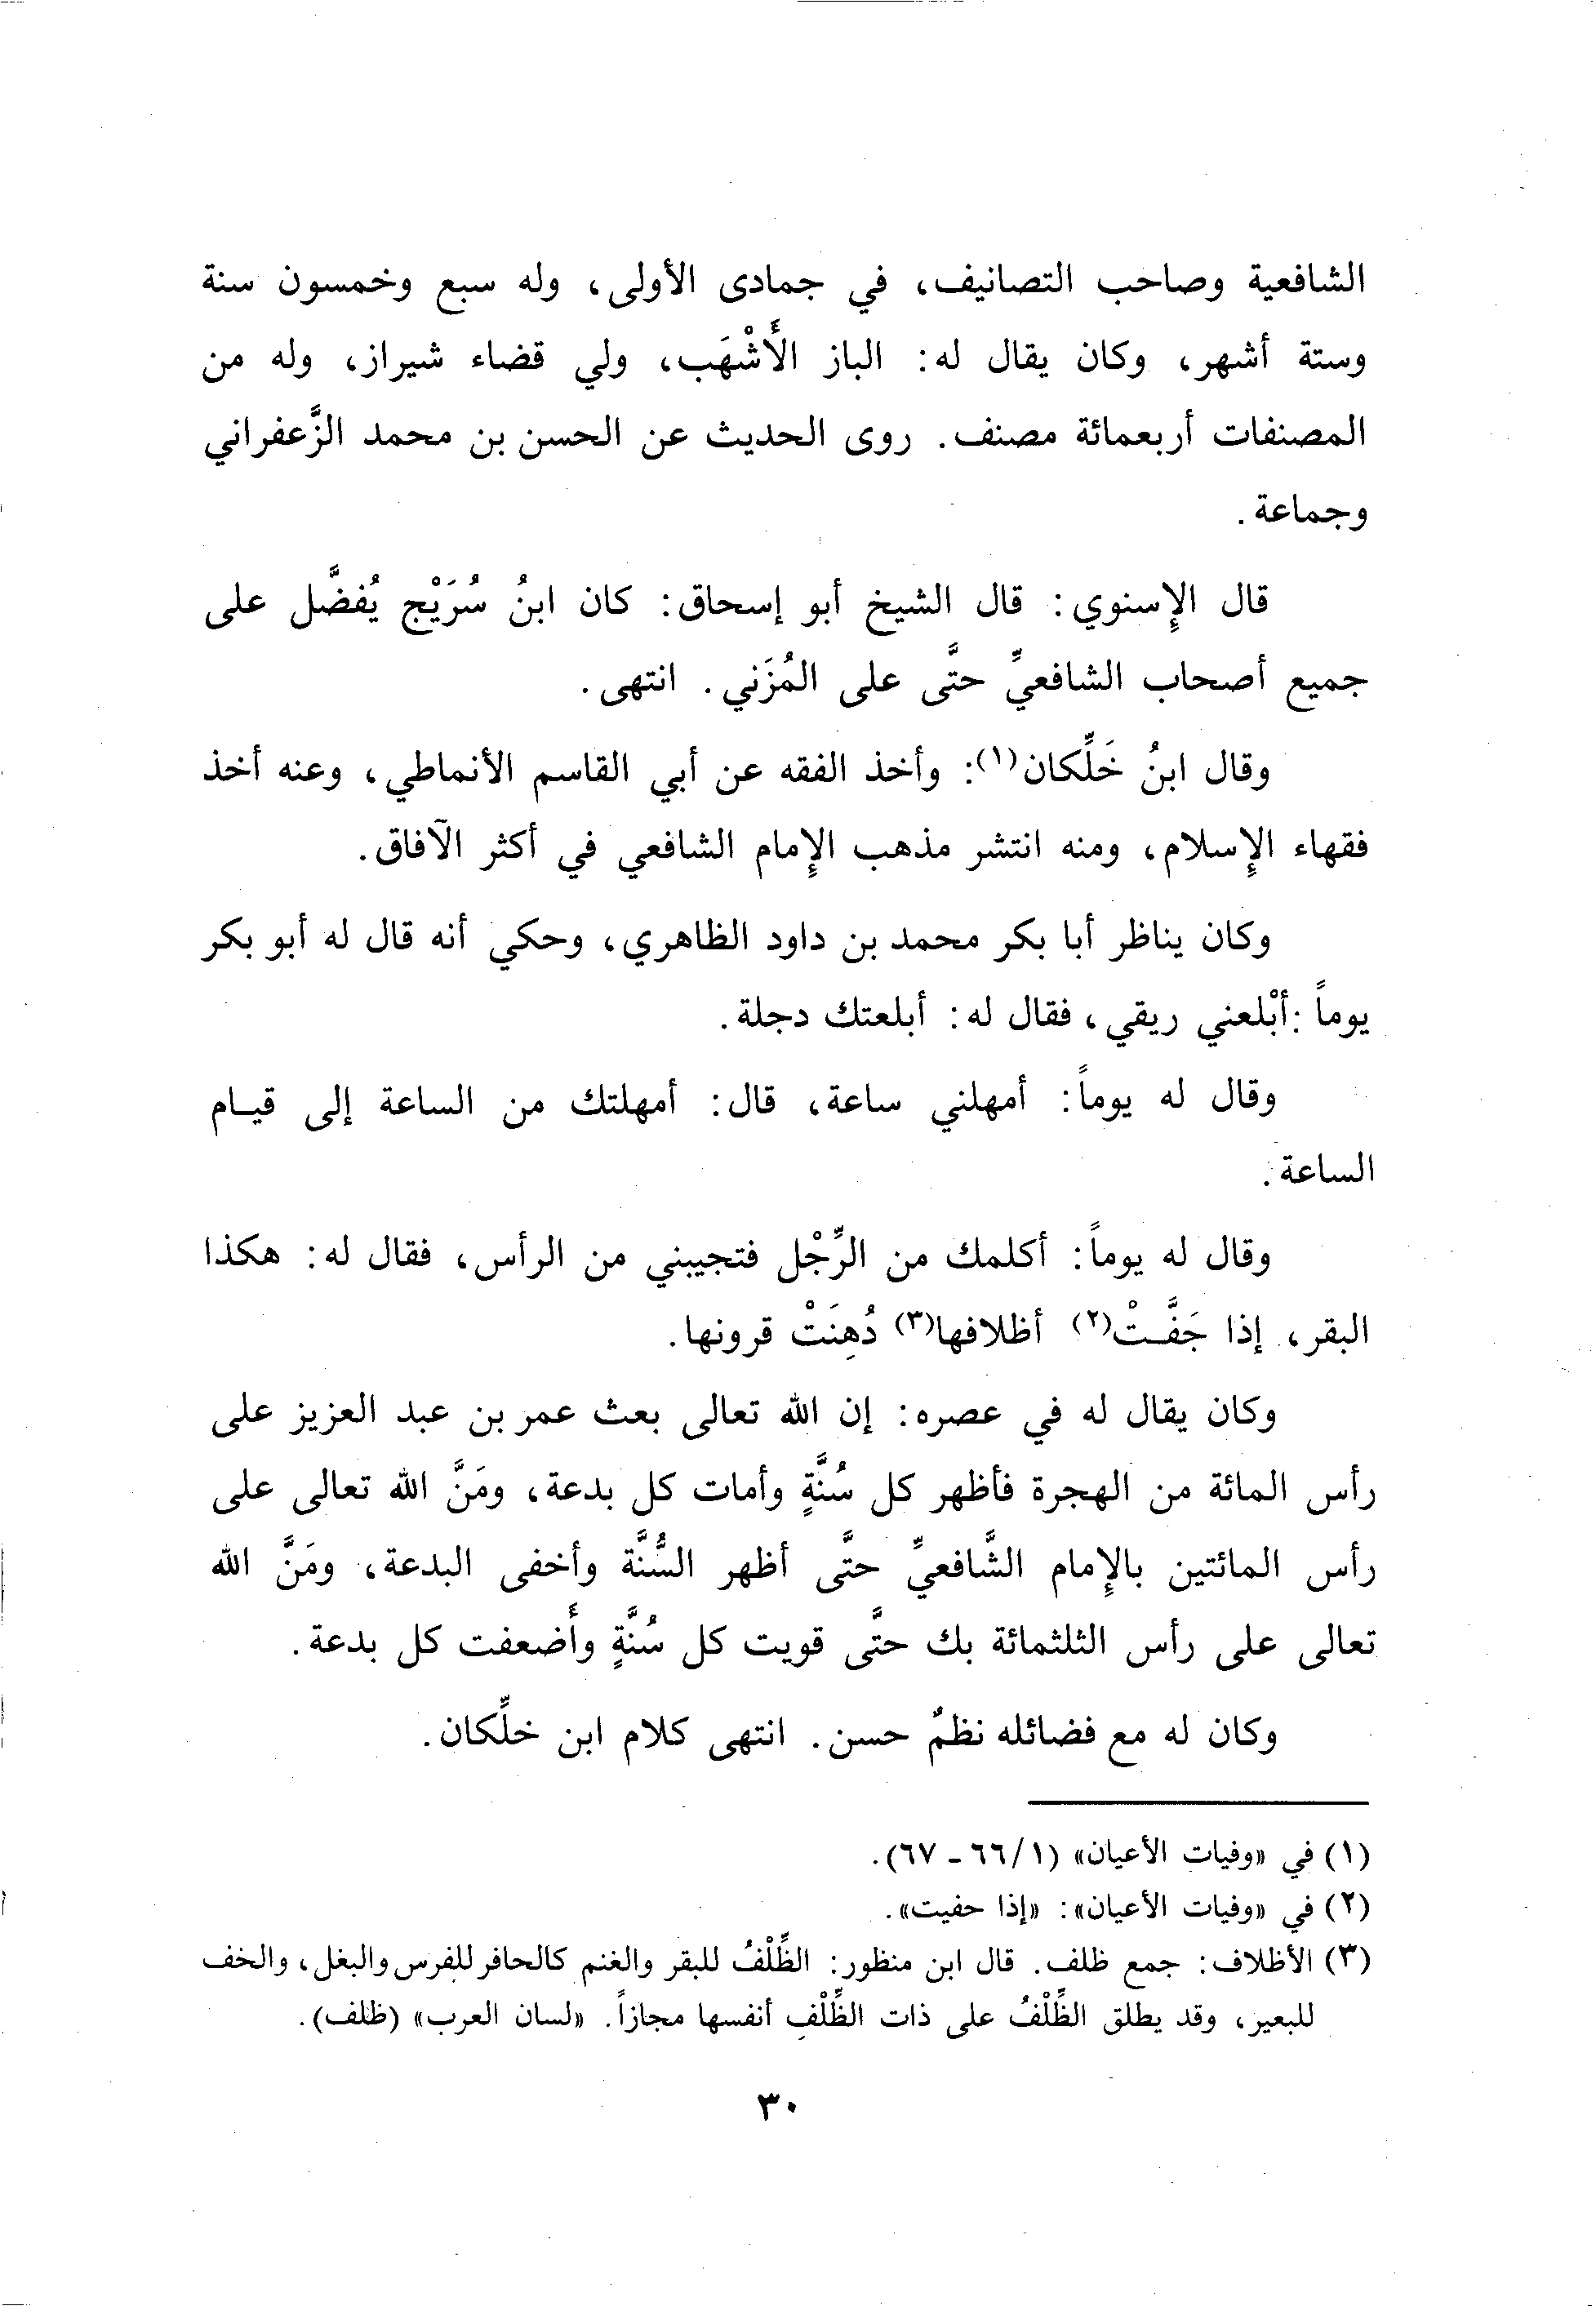 الشافعية وصاحب التصانيف، في جمادى الأولى، وله سبع وخمسون سنة
وستة أشهر، وكان يقال له: الباز الأَشْهَب، ولي قضاء شيراز، وله من
المصنفات أربعمائة مصنف. روى الحديث عن الحسن بن محمد الزَّعفراني
وجماعة.
قال الإسنوي: قال الشيخ أبو إسحاق: كان ابنُ سُرَيْج يُفضَّل على
جميع أصحاب الشافعيِّ حتَّى على المُزَني. انتهى.
وقال ابنُ خَلِّكان(١): وأخذ الفقه عن أبي القاسم الأنماطي، وعنه أخذ
فقهاء الإسلام، ومنه انتشر مذهب الإمام الشافعي في أكثر الآفاق.
وكان يناظر أبا بكر محمد بن داود الظاهري، وحكي أنه قال له أبو بكر
يوماً: أبْلعني ريقي، فقال له: أبلعتك دجلة.
وقال له يوماً: أمهلني ساعة، قال: أمهلتك من الساعة إلى قيام
الساعة.
وقال له يوماً: أكلمك من الرِّجْل فتجيبني من الرأس، فقال له: هكذا
البقر، إذا جَفَّتْ(٢) أظلافها(٣) دُهِنَتْ قرونها.
وكان يقال له في عصره: إن الله تعالى بعث عمر بن عبد العزيز على
رأس المائة من الهجرة فأظهر كل سُنَّةٍ وأمات كل بدعة، ومَنَّ الله تعالى على
رأس المائتين بالإمام الشَّافعيِّ حتَّى أظهر السُّنَّة وأخفى البدعة، ومَنَّ الله
تعالى على رأس الثلثمائة بك حتَّى قويت كل سُنَّةٍ وأَضعفت كل بدعة.
وكان له مع فضائله نظمٌ حسن. انتهى كلام ابن خلِّكان.
(١) في «وفيات الأعيان» (١/٦٦ - ٦٧).
(٢) في «وفيات الأعيان»: «إذا حفيت».
(٣) الأظلاف: جمع ظلف. قال ابن منظور: الظِّلْفُ للبقر والغنم كالحافر للفرس والبغل، والخف
للبعير، وقد يطلق الظِّلْفُ على ذات الظِّلْفِ أنفسها مجازاً. «لسان العرب» (ظلف).
٣٠